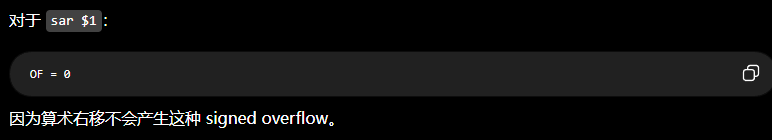 对于 sar $1：
OF = 0
因为算术右移不会产生这种 signed overflow。